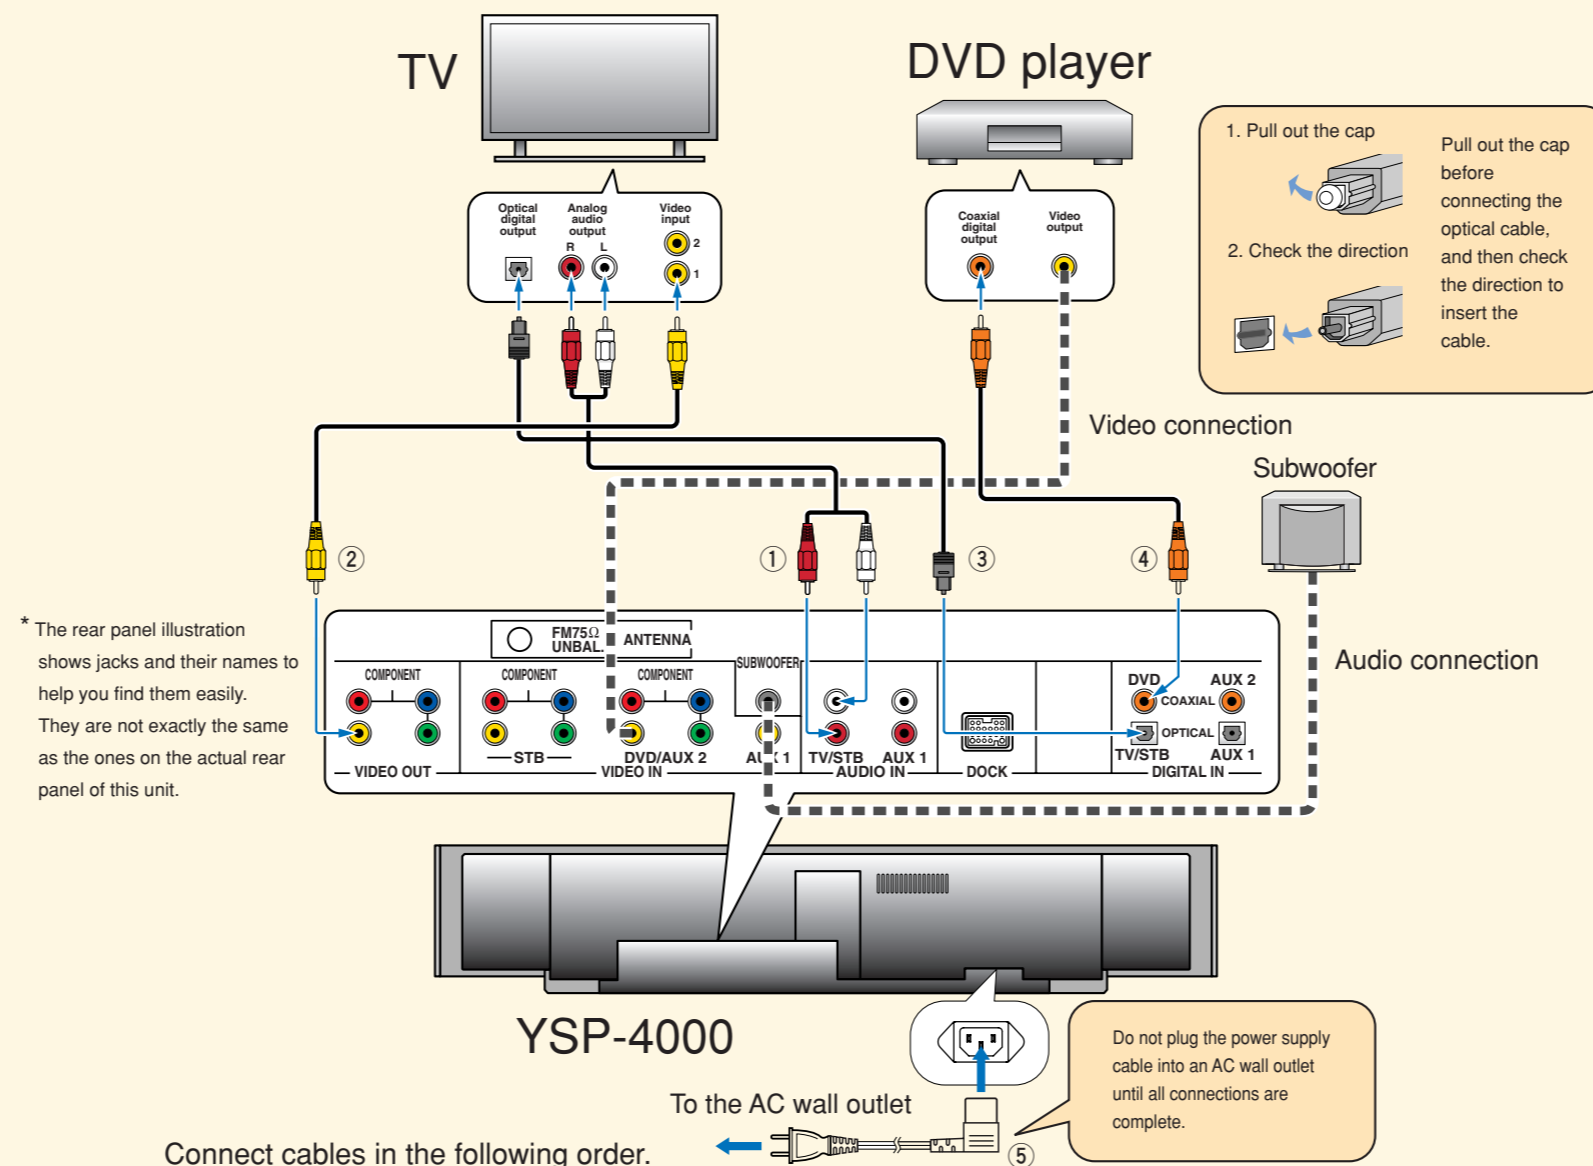 TV
DVD player
Optical
digital
output
Analog
audio
output
R L
Video
input
2
1
Coaxial
digital
output
Video
output
1. Pull out the cap
2. Check the direction
Pull out the cap
before
connecting the
optical cable,
and then check
the direction to
insert the
cable.
Video connection
Subwoofer
② ① ③ ④
* The rear panel illustration
shows jacks and their names to
help you find them easily.
They are not exactly the same
as the ones on the actual rear
panel of this unit.
FM75Ω
UNBAL.
ANTENNA
COMPONENT
COMPONENT
COMPONENT
SUBWOOFER
DVD AUX 2
COAXIAL
OPTICAL
STB
DVD/AUX 2
AUX 1
TV/STB AUX 1
TV/STB AUX 1
VIDEO OUT
VIDEO IN
AUDIO IN
DOCK
DIGITAL IN
Audio connection
YSP-4000
Do not plug the power supply
cable into an AC wall outlet
until all connections are
complete.
To the AC wall outlet
⑤
Connect cables in the following order.